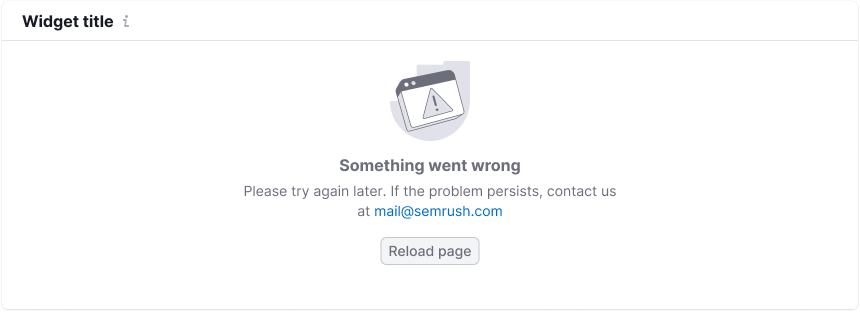 Widget title i
Something went wrong
Please try again later. If the problem persists, contact us
at mail@semrush.com
Reload page